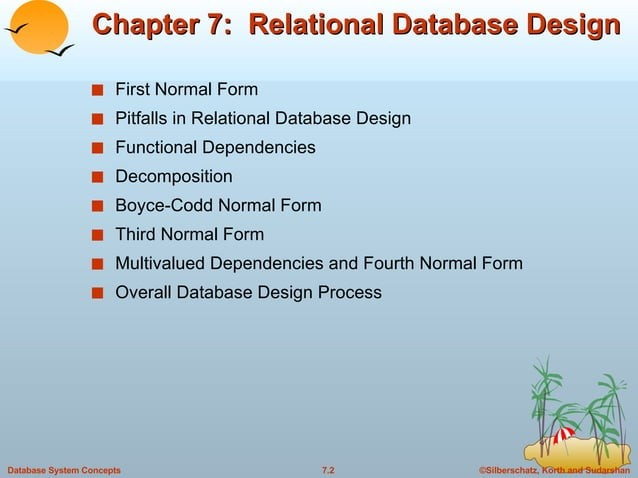 Chapter 7: Relational Database Design
First Normal Form
Pitfalls in Relational Database Design
Functional Dependencies
Decomposition
Boyce-Codd Normal Form
Third Normal Form
Multivalued Dependencies and Fourth Normal Form
Overall Database Design Process
Database System Concepts
7.2
©Silberschatz, Korth and Sudarshan